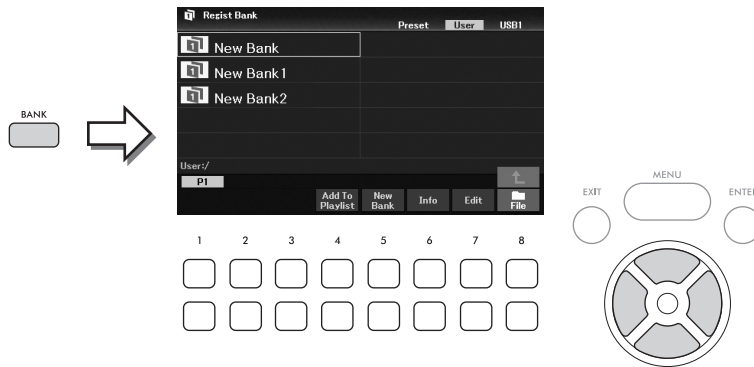 Regist Bank
Preset User USB1
New Bank
New Bank1
New Bank2
BANK
User:/
P1
Add To Playlist
New Bank
Info
Edit
File
MENU
EXIT
ENTER
1 2 3 4 5 6 7 8